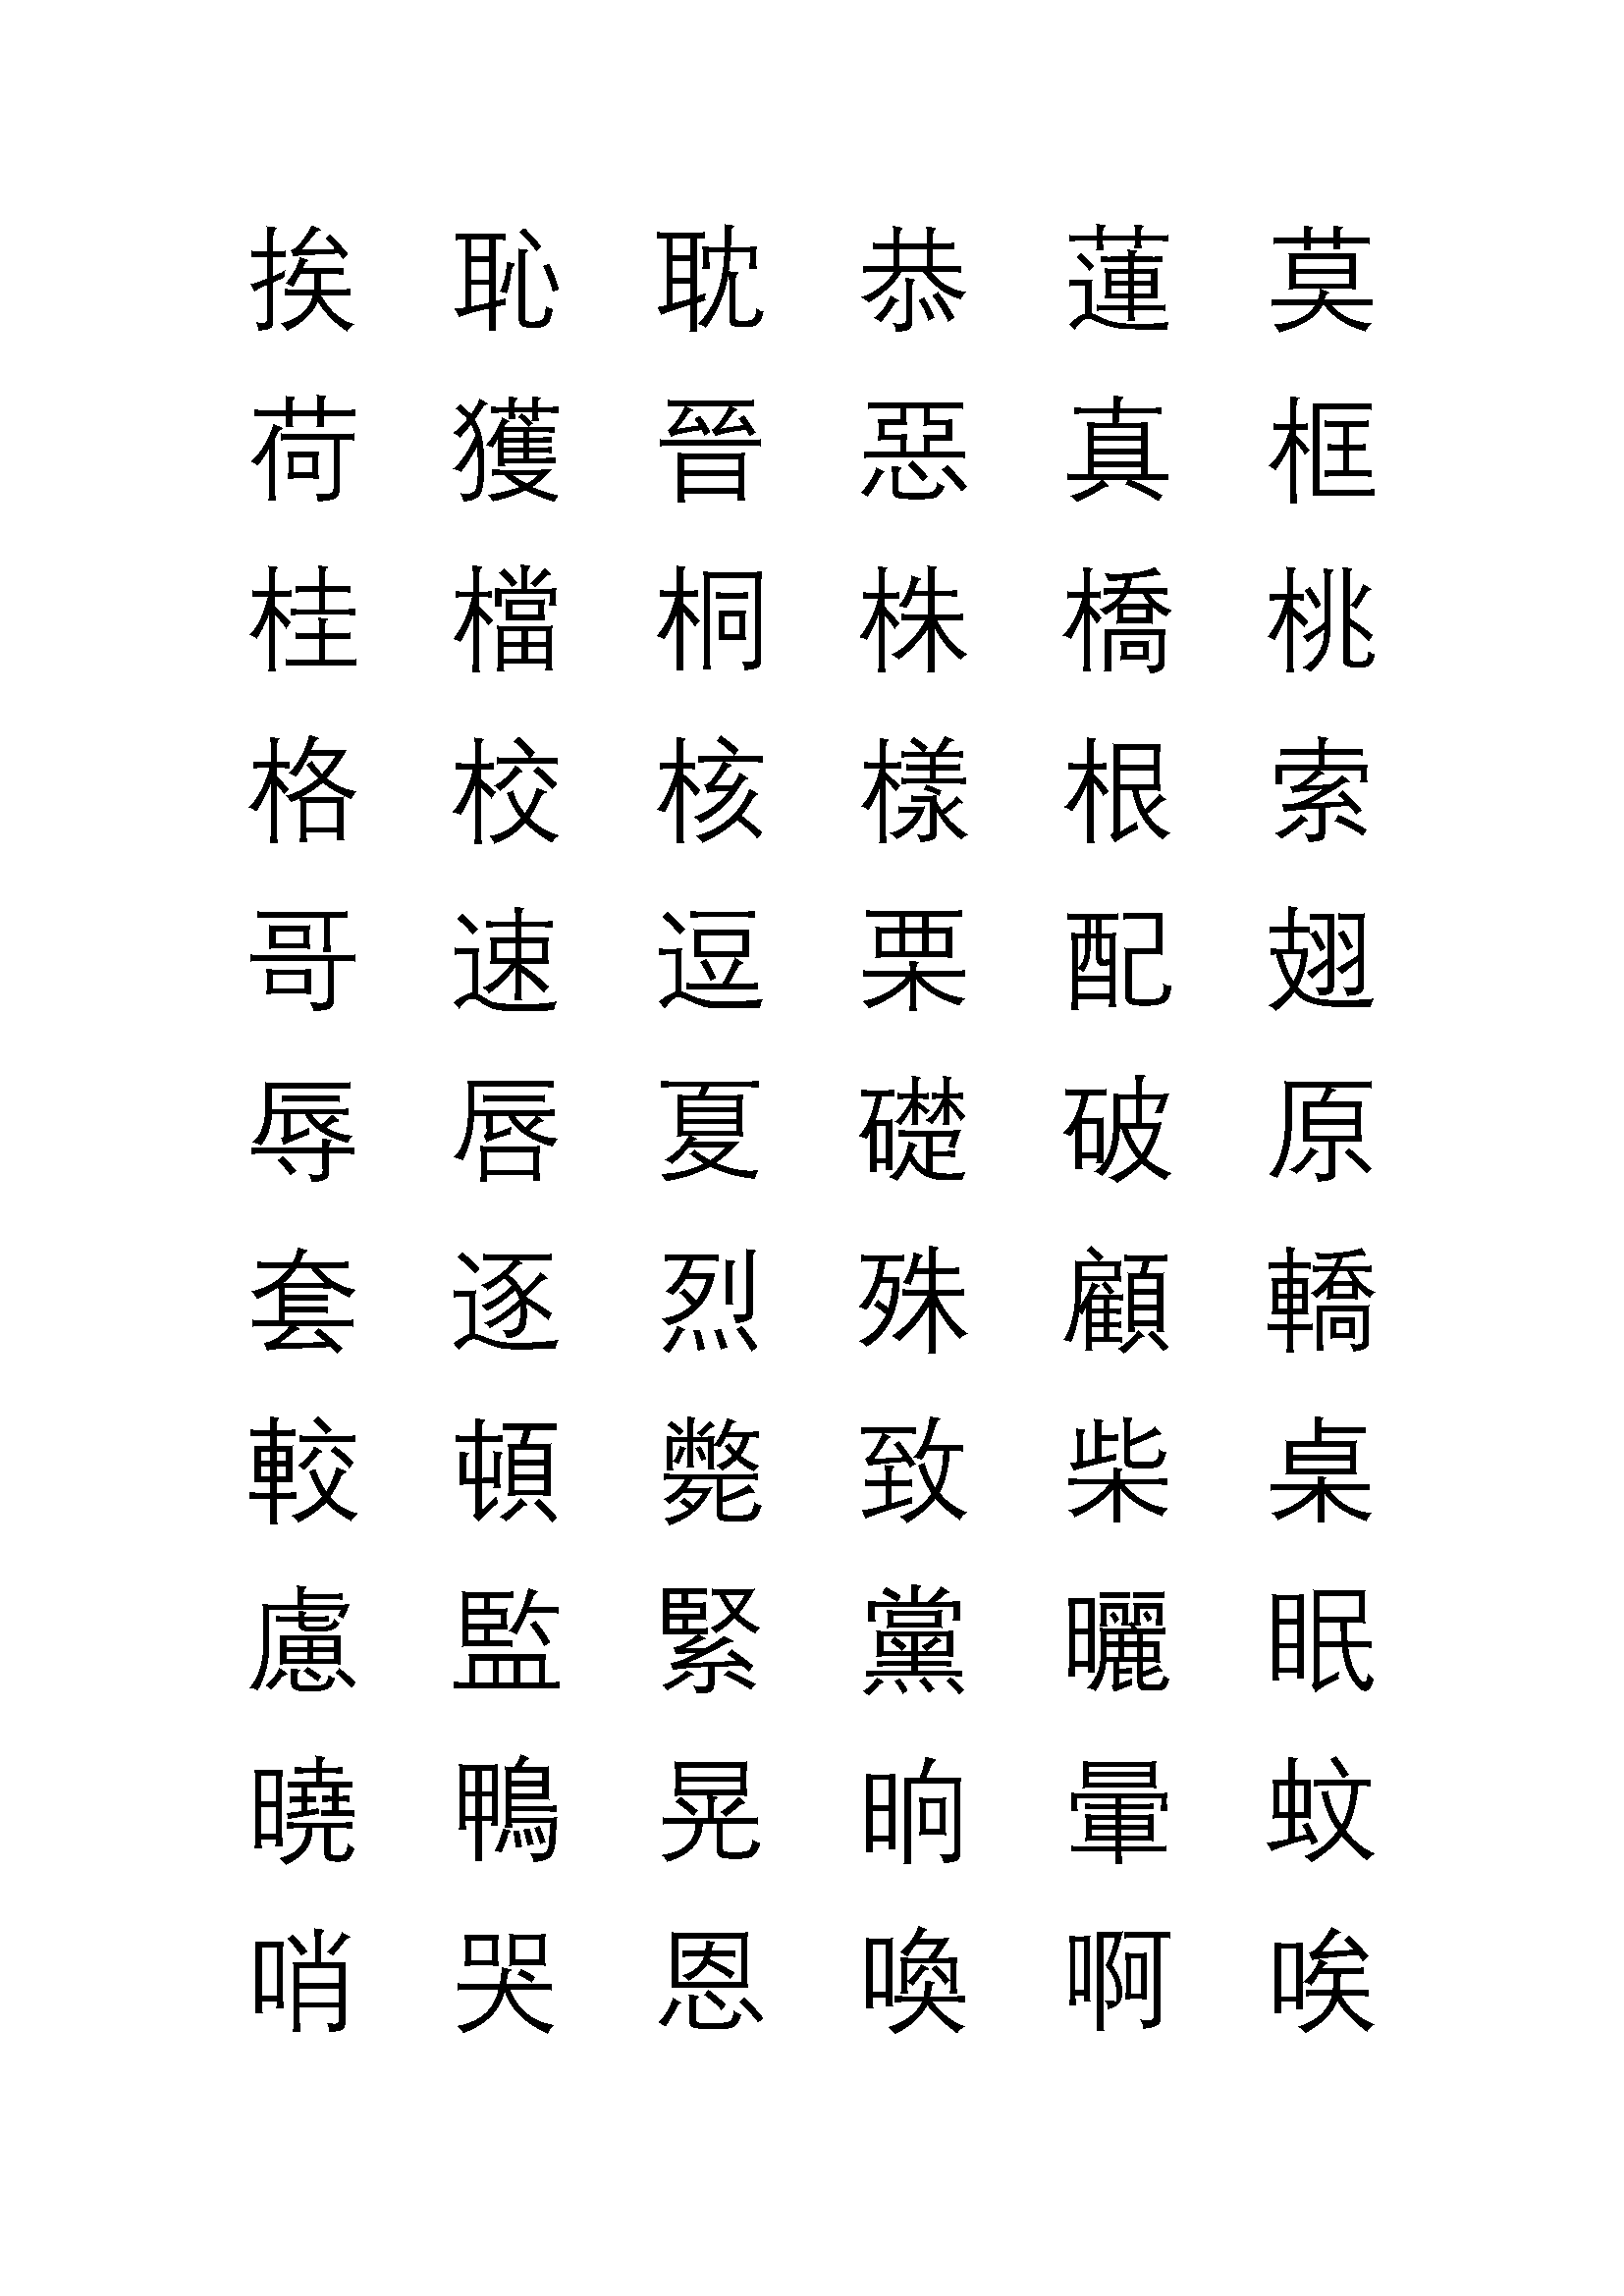 挨 恥 耽 恭 蓮 莫
荷 獲 晉 惡 真 框
桂 檔 桐 株 橋 桃
格 校 核 樣 根 索
哥 速 逗 栗 配 翅
辱 唇 夏 礎 破 原
套 逐 烈 殊 顧 轎
較 頓 斃 致 柴 桌
慮 監 緊 黨 曬 眠
曉 鴨 晃 晌 暈 蚊
哨 哭 恩 喚 啊 唉